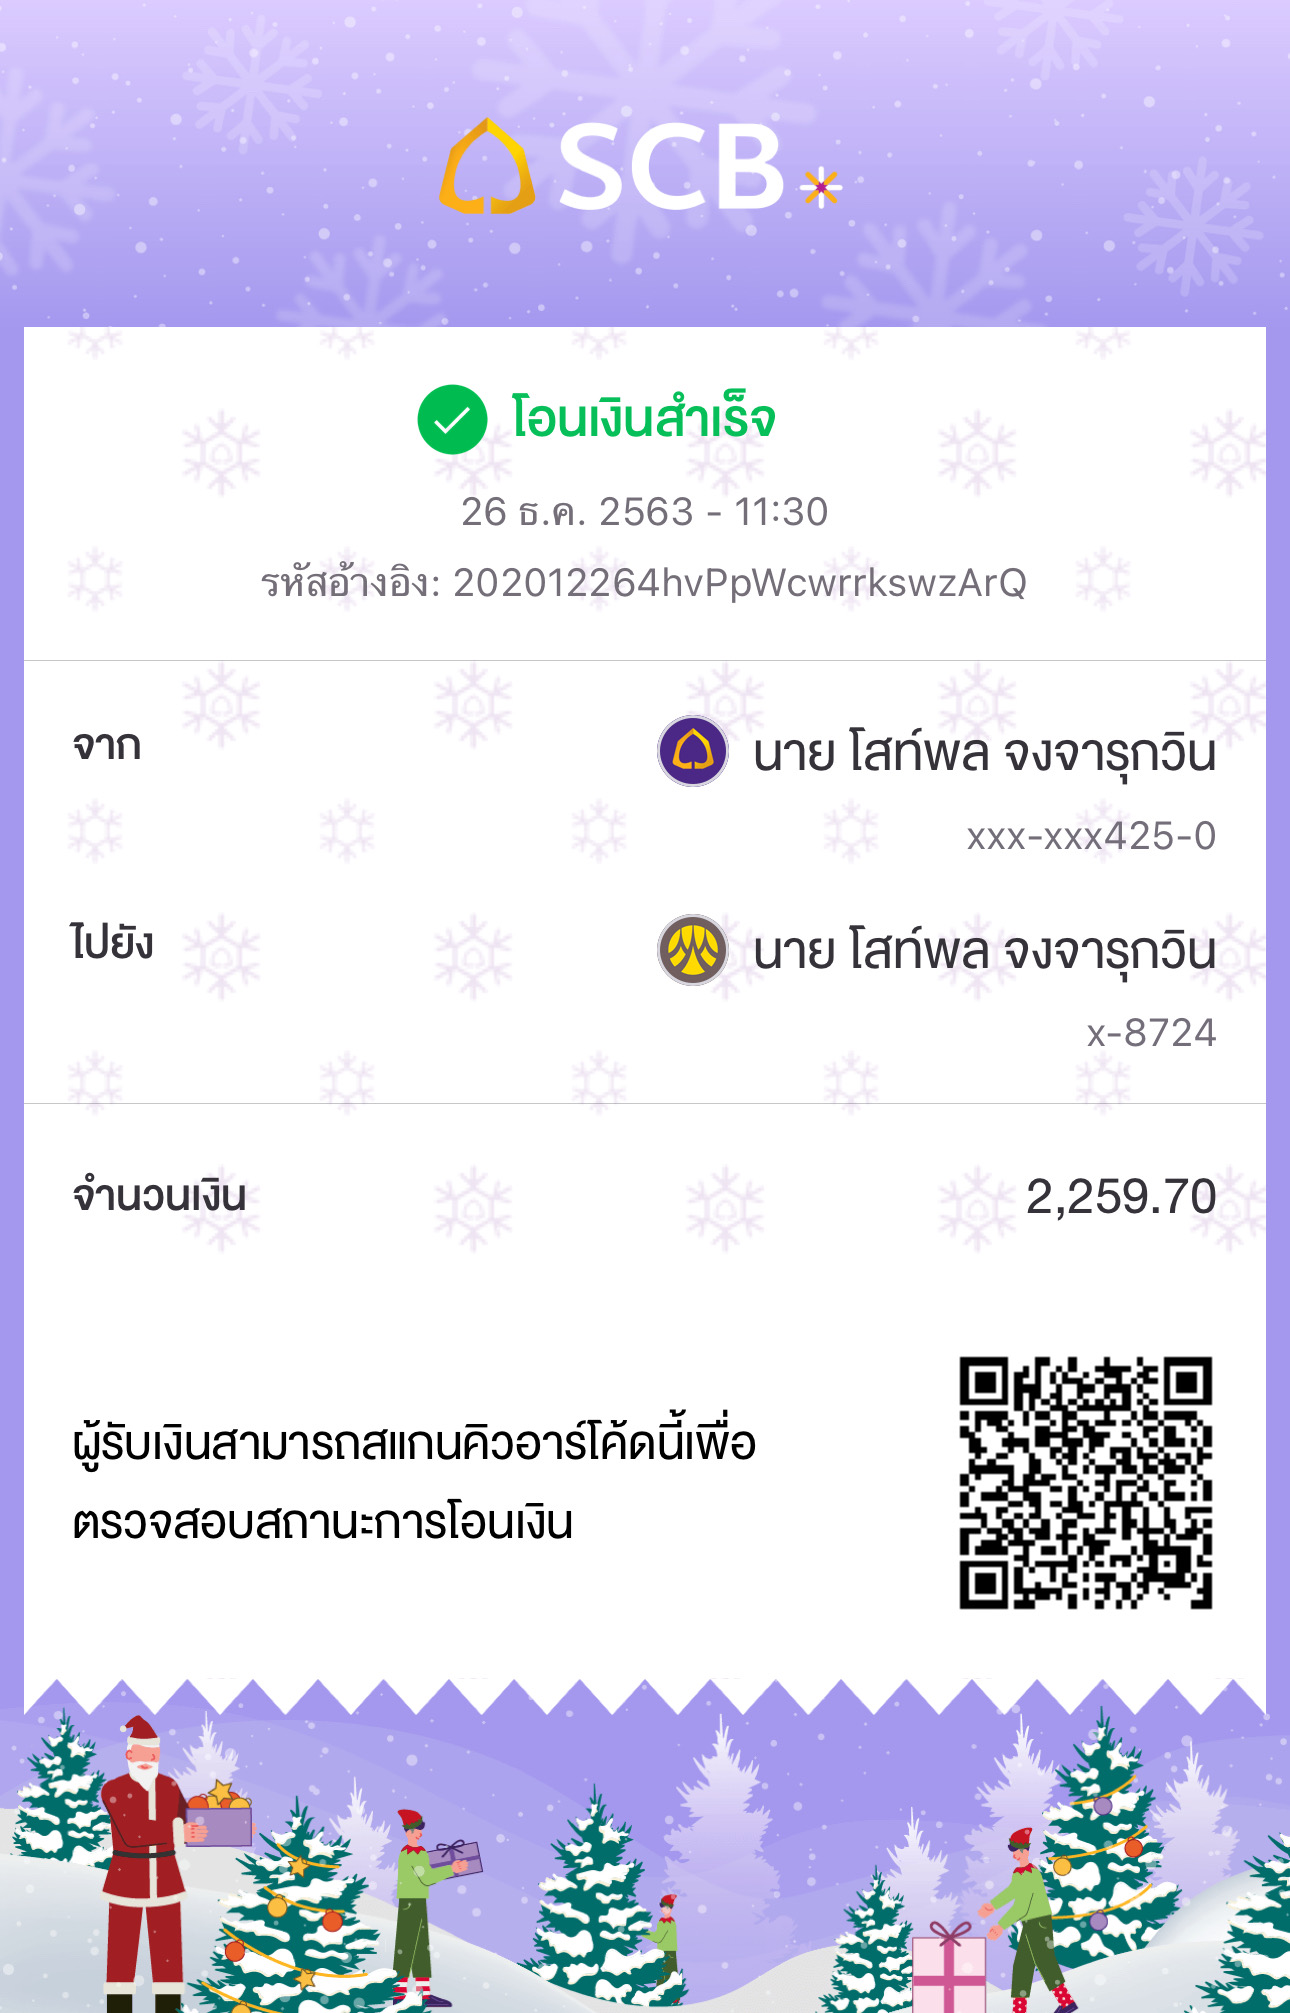 SCB
โอนเงินสำเร็จ
26 ธ.ค. 2563 - 11:30
รหัสอ้างอิง: 202012264hvPpWcwrrkswzArQ
จาก
นาย โสท์พล จงจารุกวิน
xxx-xxx425-0
ไปยัง
นาย โสท์พล จงจารุกวิน
x-8724
จำนวนเงิน
2,259.70
ผู้รับเงินสามารถสแกนคิวอาร์โค้ดนี้เพื่อ
ตรวจสอบสถานะการโอนเงิน